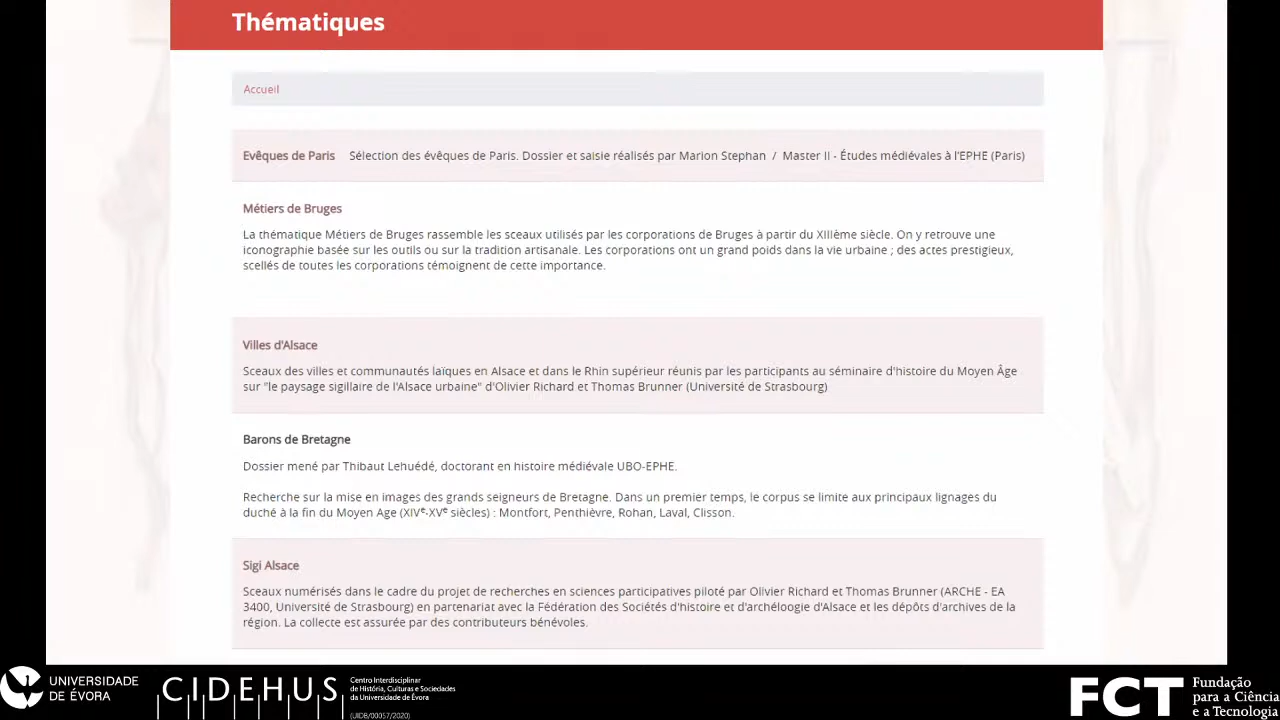 Thématiques
Accueil
Evêques de Paris Sélection des évêques de Paris. Dossier et saisie réalisés par Marion Stephan / Master II - Études médiévales à l'EPHE (Paris)
Métiers de Bruges
La thématique Métiers de Bruges rassemble les sceaux utilisés par les corporations de Bruges à partir du XIIIème siècle. On y retrouve une
iconographie basée sur les outils ou sur la tradition artisanale. Les corporations ont un grand poids dans la vie urbaine ; des actes prestigieux,
scellés de toutes les corporations témoignent de cette importance.
Villes d'Alsace
Sceaux des villes et communautés laïques en Alsace et dans le Rhin supérieur réunis par les participants au séminaire d'histoire du Moyen Âge
sur "le paysage sigillaire de l'Alsace urbaine" d'Olivier Richard et Thomas Brunner (Université de Strasbourg)
Barons de Bretagne
Dossier mené par Thibaut Lehuédé, doctorant en histoire médiévale UBO-EPHE.
Recherche sur la mise en images des grands seigneurs de Bretagne. Dans un premier temps, le corpus se limite aux principaux lignages du
duché à la fin du Moyen Age (XIVe-XVe siècles) : Montfort, Penthièvre, Rohan, Laval, Clisson.
Sigi Alsace
Sceaux numérisés dans le cadre du projet de recherches en sciences participatives piloté par Olivier Richard et Thomas Brunner (ARCHE - EA
3400, Université de Strasbourg) en partenariat avec la Fédération des Sociétés d'histoire et d'archéloogie d'Alsace et les dépôts d'archives de la
région. La collecte est assurée par des contributeurs bénévoles.
UNIVERSIDADE
DE ÉVORA
CIDEHUS
Centro Interdisciplinar
de História, Culturas e Sociedades
da Universidade de Évora
(UIDB/00057/2020)
FCT
Fundação
para a Ciência
e a Tecnologia